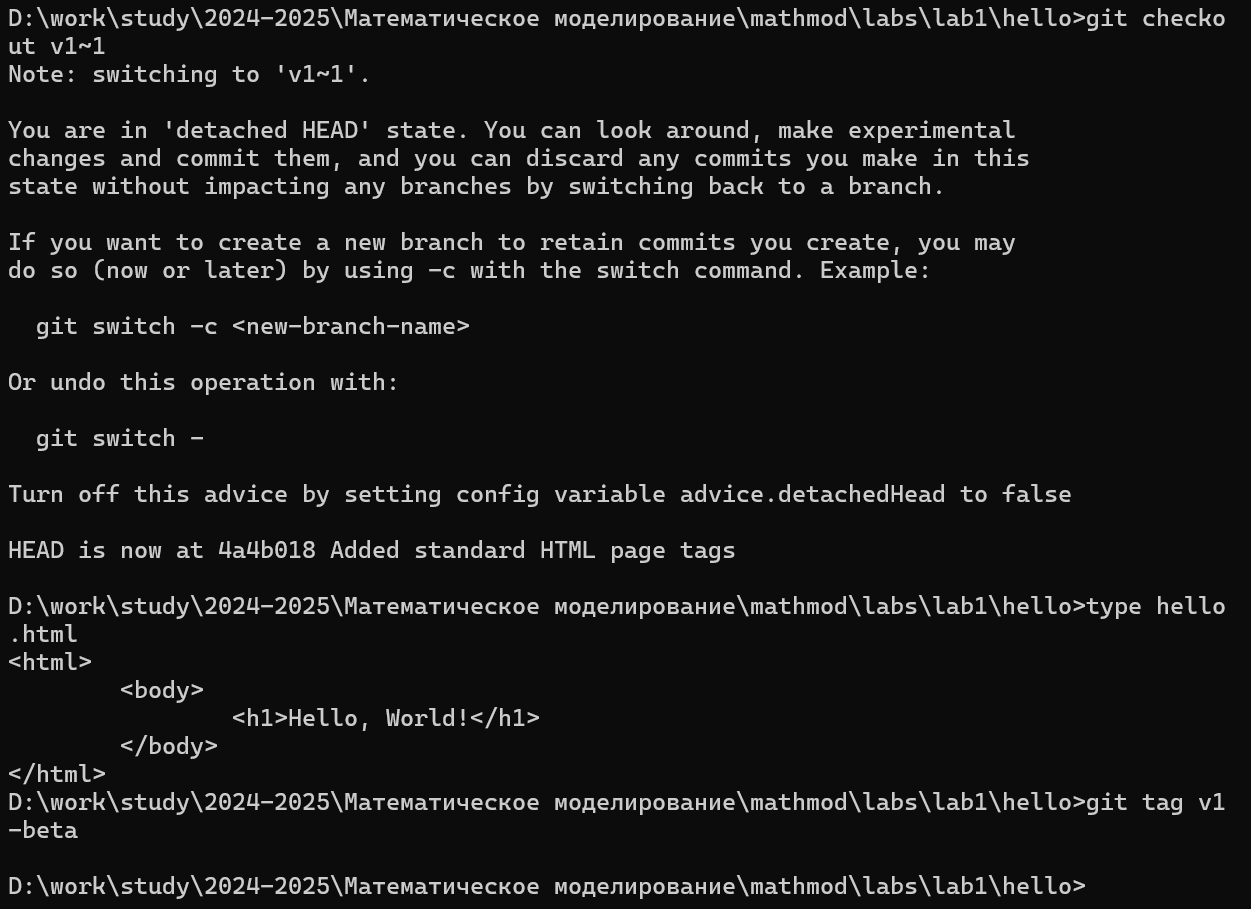 D:\work\study\2024-2025\Математическое моделирование\mathmod\labs\lab1\hello>git checko
ut v1~1
Note: switching to 'v1~1'.
You are in 'detached HEAD' state. You can look around, make experimental
changes and commit them, and you can discard any commits you make in this
state without impacting any branches by switching back to a branch.
If you want to create a new branch to retain commits you create, you may
do so (now or later) by using -c with the switch command. Example:
  git switch -c <new-branch-name>
Or undo this operation with:
  git switch -
Turn off this advice by setting config variable advice.detachedHead to false
HEAD is now at 4a4b018 Added standard HTML page tags
D:\work\study\2024-2025\Математическое моделирование\mathmod\labs\lab1\hello>type hello
.html
<html>
        <body>
                <h1>Hello, World!</h1>
        </body>
</html>
D:\work\study\2024-2025\Математическое моделирование\mathmod\labs\lab1\hello>git tag v1
-beta
D:\work\study\2024-2025\Математическое моделирование\mathmod\labs\lab1\hello>